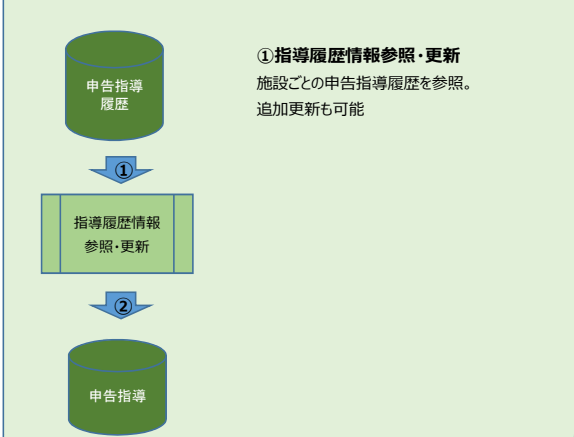 申告指導
履歴
①指導履歴情報参照・更新
施設ごとの申告指導履歴を参照。
追加更新も可能
①
指導履歴情報
参照・更新
②
申告指導